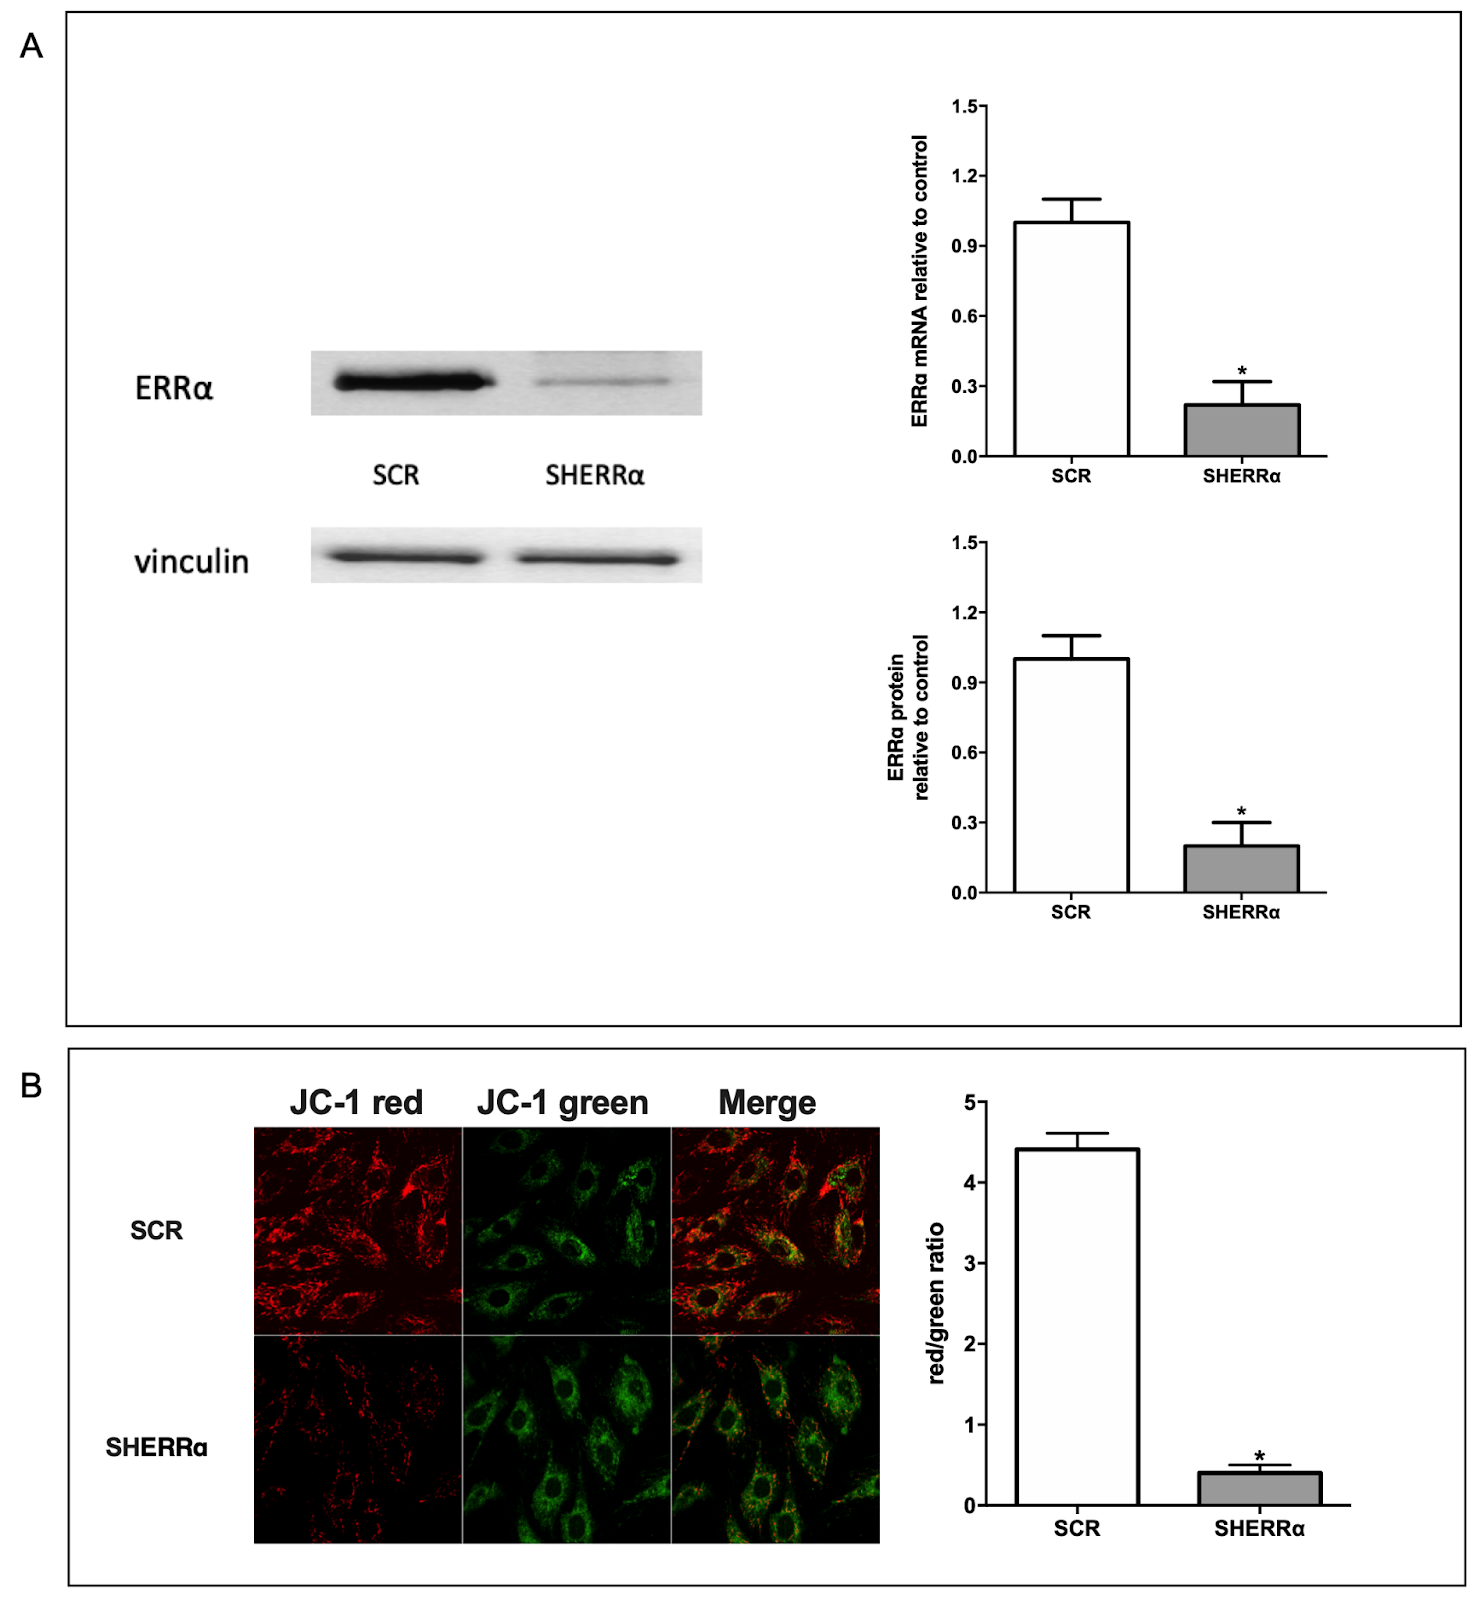 A
ERRα
SCR SHERRα
vinculin
1.5
1.2
0.9
0.6
0.3
0.0
ERRα mRNA relative to control
*
SCR SHERRα
1.5
1.2
0.9
0.6
0.3
0.0
ERRα protein
relative to control
*
SCR SHERRα
B
JC-1 red JC-1 green Merge
SCR
SHERRα
5
4
3
2
1
0
red/green ratio
*
SCR SHERRα